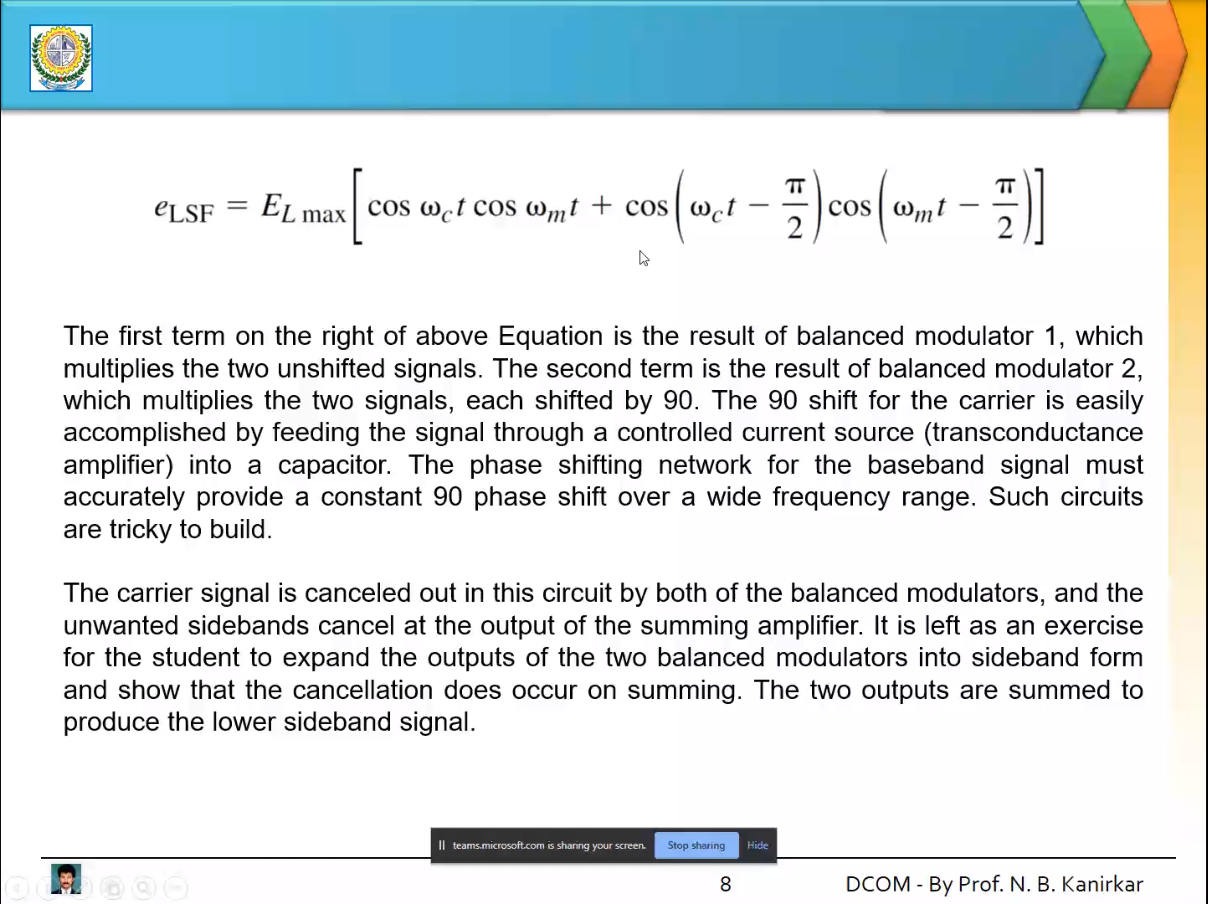 e_LSF = E_L max [ cos ω_c t cos ω_m t + cos( ω_c t − π/2 ) cos( ω_m t − π/2 ) ]
The first term on the right of above Equation is the result of balanced modulator 1, which
multiplies the two unshifted signals. The second term is the result of balanced modulator 2,
which multiplies the two signals, each shifted by 90. The 90 shift for the carrier is easily
accomplished by feeding the signal through a controlled current source (transconductance
amplifier) into a capacitor. The phase shifting network for the baseband signal must
accurately provide a constant 90 phase shift over a wide frequency range. Such circuits
are tricky to build.
The carrier signal is canceled out in this circuit by both of the balanced modulators, and the
unwanted sidebands cancel at the output of the summing amplifier. It is left as an exercise
for the student to expand the outputs of the two balanced modulators into sideband form
and show that the cancellation does occur on summing. The two outputs are summed to
produce the lower sideband signal.
teams.microsoft.com is sharing your screen. Stop sharing Hide
8 DCOM - By Prof. N. B. Kanirkar